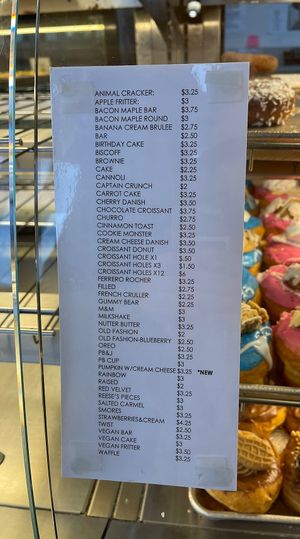 ANIMAL CRACKER: $3.25
APPLE FRITTER: $3
BACON MAPLE BAR $3.75
BACON MAPLE ROUND $3
BANANA CREAM BRULEE $2.75
BAR $2.50
BIRTHDAY CAKE $3.25
BISCOFF $3.25
BROWNIE $3.25
CAKE $2.25
CANNOLI $3.25
CAPTAIN CRUNCH $2
CARROT CAKE $3.25
CHERRY DANISH $3.50
CHOCOLATE CROISSANT $3.75
CHURRO $2.75
CINNAMON TOAST $2.50
COOKIE MONSTER $3.25
CREAM CHEESE DANISH $3.50
CROISSANT DONUT $3.25
CROISSANT HOLES X1 $.50
CROISSANT HOLES X3 $1.50
CROISSANT HOLES X12 $6
FERRERO ROCHER $3.25
FILLED $2.75
FRENCH CRULLER $2.25
GUMMY BEAR $2.25
M&M $3
MILKSHAKE $3
NUTTER BUTTER $3.25
OLD FASHION $2
OLD FASHION-BLUEBERRY $2.50
OREO $2.50
PB&J $3.25
PB CUP $3
PUMPKIN W/CREAM CHEESE $3.25 *NEW
RAINBOW $3
RAISED $2
RED VELVET $3.25
REESE'S PIECES $3
SALTED CARMEL $3
SMORES $3.25
STRAWBERRIES&CREAM $4.25
TWIST $2.50
VEGAN BAR $3.25
VEGAN CAKE $3
VEGAN FRITTER $3.50
WAFFLE $3.25